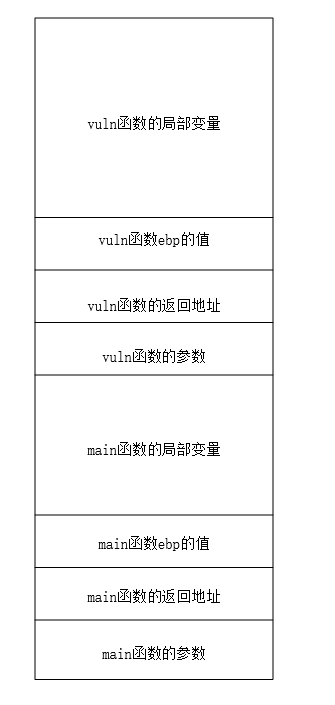 vuln函数的局部变量
vuln函数ebp的值
vuln函数的返回地址
vuln函数的参数
main函数的局部变量
main函数ebp的值
main函数的返回地址
main函数的参数